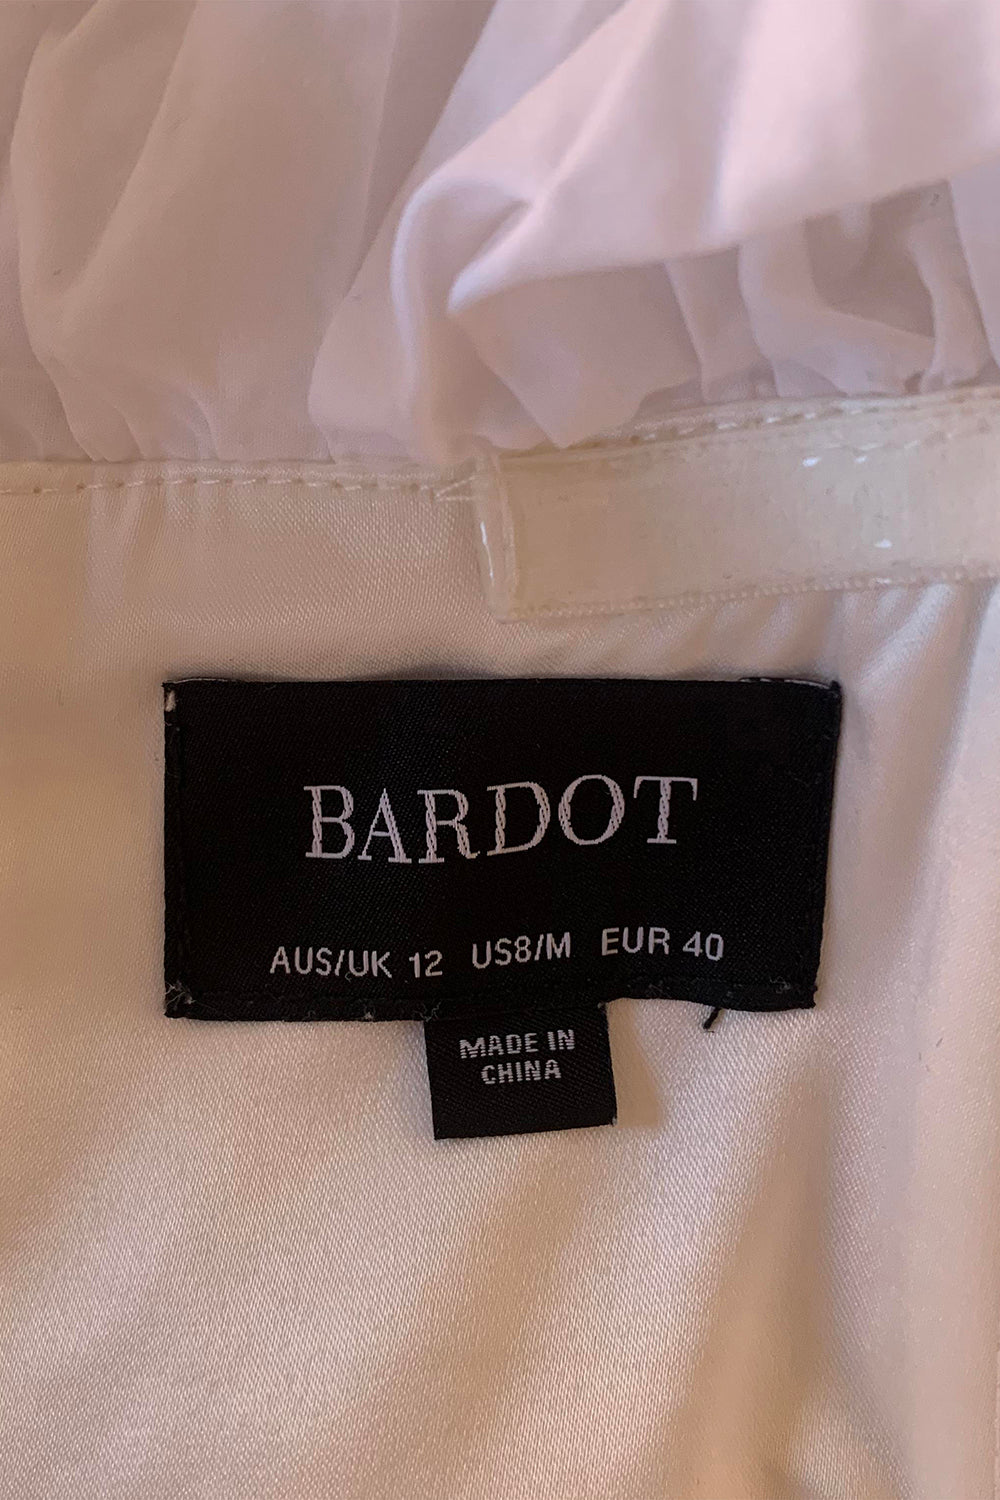 BARDOT
AUS/UK 12 US8/M EUR 40
MADE IN
CHINA